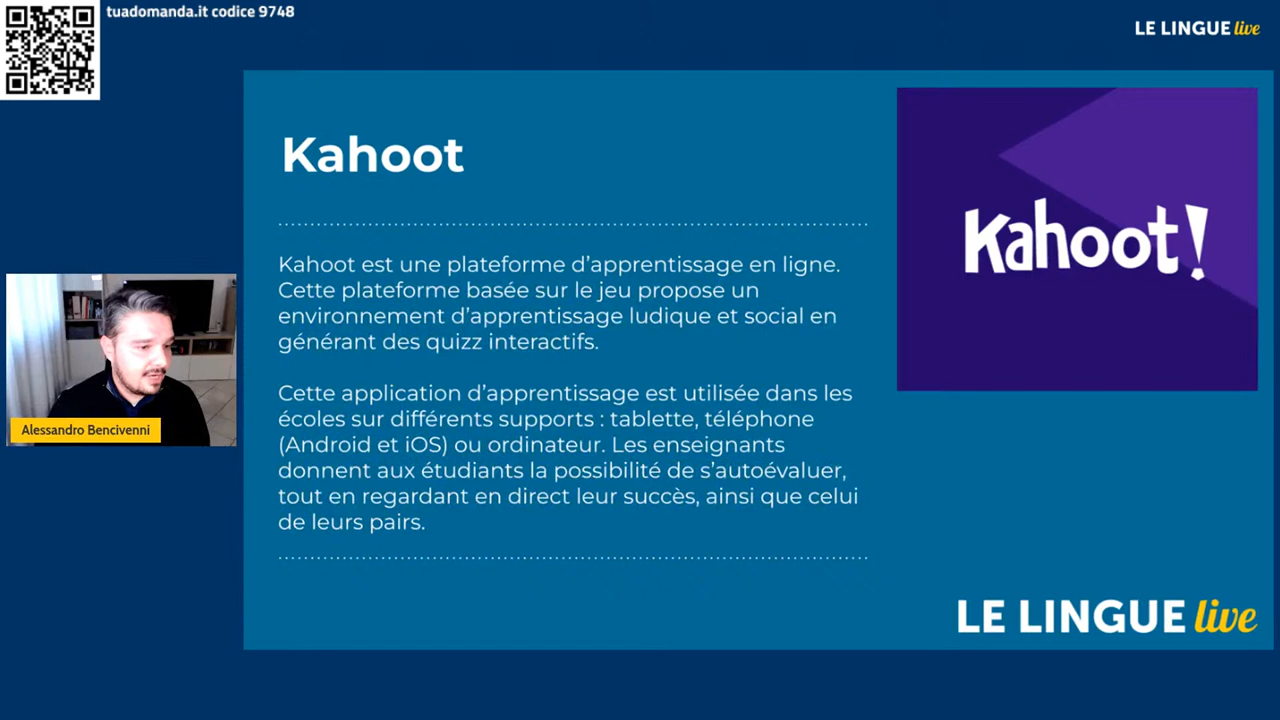 tuadomanda.it codice 9748
LE LINGUE live
Kahoot
Kahoot!
Kahoot est une plateforme d’apprentissage en ligne.
Cette plateforme basée sur le jeu propose un
environnement d’apprentissage ludique et social en
générant des quizz interactifs.
Cette application d’apprentissage est utilisée dans les
écoles sur différents supports : tablette, téléphone
(Android et iOS) ou ordinateur. Les enseignants
donnent aux étudiants la possibilité de s’autoévaluer,
tout en regardant en direct leur succès, ainsi que celui
de leurs pairs.
Alessandro Bencivenni
LE LINGUE live